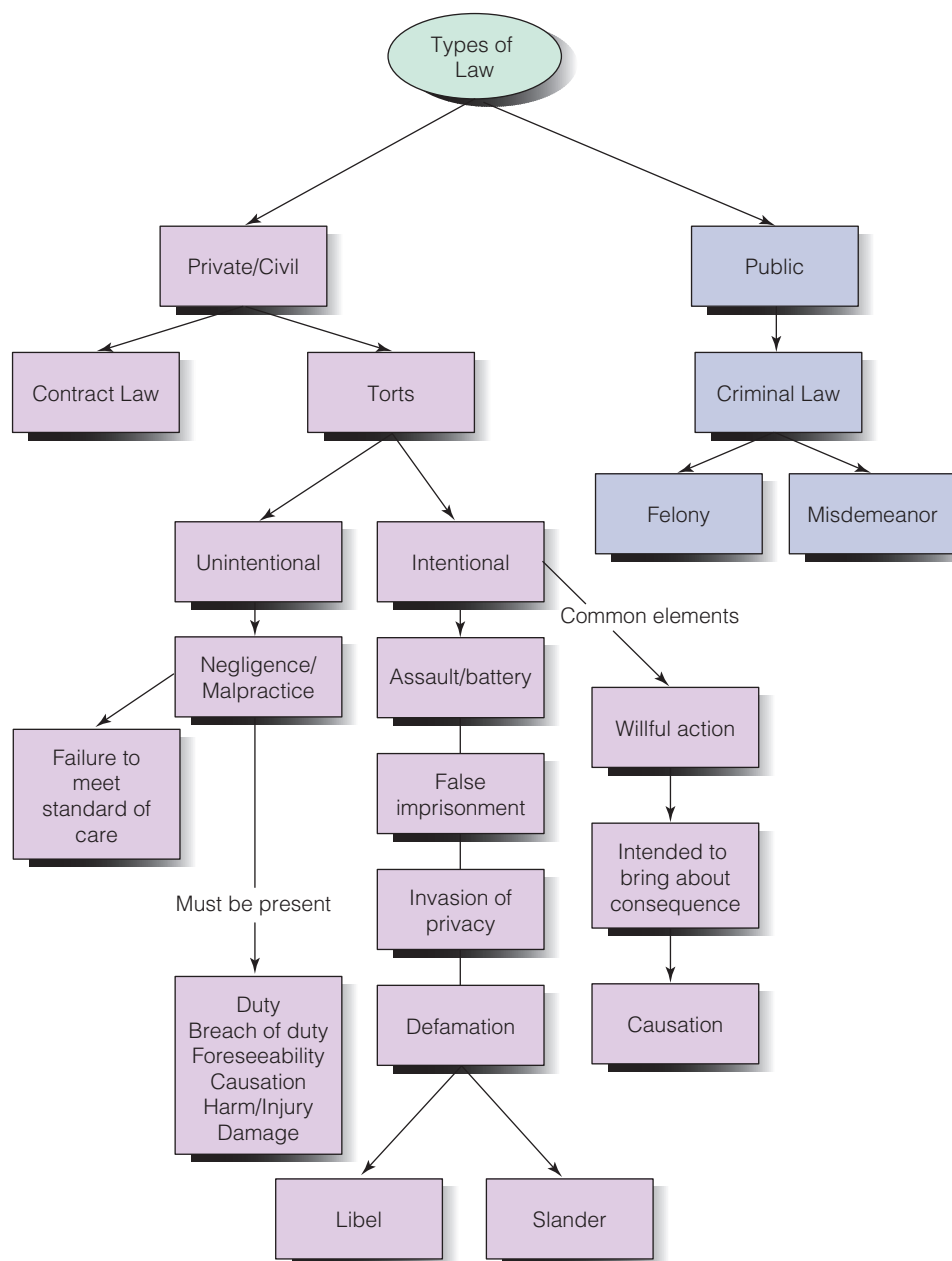 Types of
Law
Private/Civil
Public
Contract Law
Torts
Criminal Law
Felony
Misdemeanor
Unintentional
Intentional
Common elements
Negligence/
Malpractice
Assault/battery
Willful action
Failure to
meet
standard of
care
False
imprisonment
Intended to
bring about
consequence
Must be present
Invasion of
privacy
Duty
Breach of duty
Foreseeability
Causation
Harm/Injury
Damage
Defamation
Causation
Libel
Slander